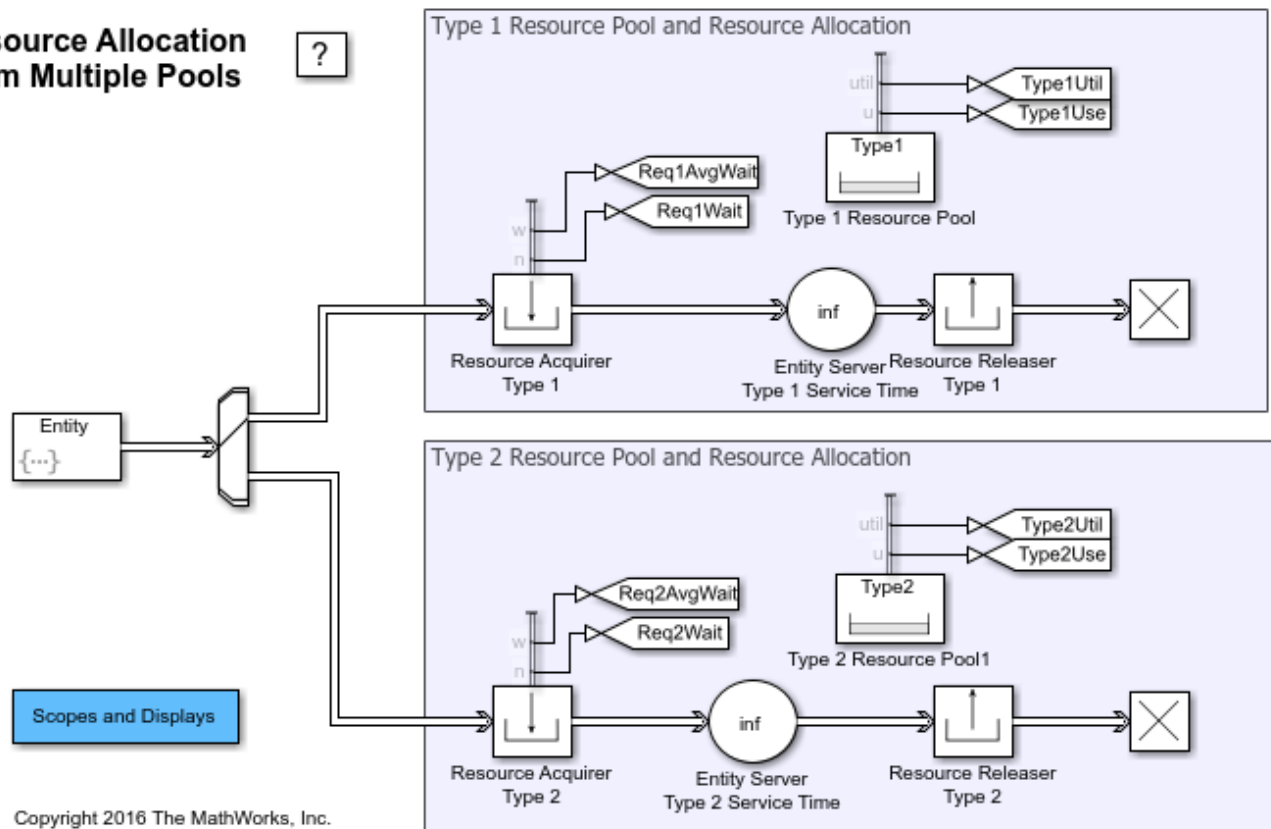 Resource Allocation
Multiple Pools
?
Type 1 Resource Pool and Resource Allocation
util
Type1Util
u
Type1Use
Type1
Type 1 Resource Pool
Req1AvgWait
Req1Wait
w
n
inf
Resource Acquirer
Type 1
Entity Server
Type 1 Service Time
Resource Releaser
Type 1
Entity
{···}
Type 2 Resource Pool and Resource Allocation
util
Type2Util
u
Type2Use
Type2
Type 2 Resource Pool1
Req2AvgWait
Req2Wait
w
n
inf
Resource Acquirer
Type 2
Entity Server
Type 2 Service Time
Resource Releaser
Type 2
Scopes and Displays
Copyright 2016 The MathWorks, Inc.